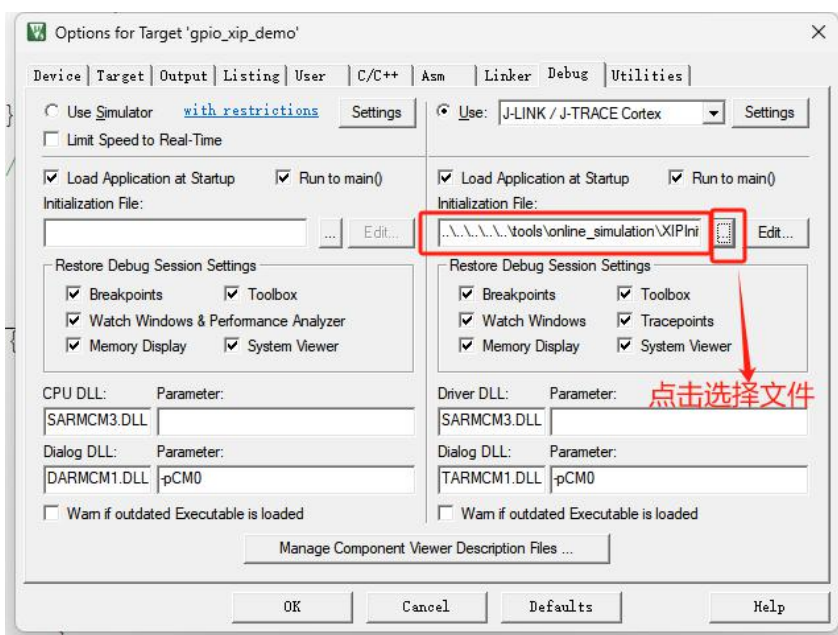 Options for Target 'gpio_xip_demo'
Device Target Output Listing User C/C++ Asm Linker Debug Utilities
Use Simulator with restrictions Settings
Limit Speed to Real-Time
Use: J-LINK / J-TRACE Cortex Settings
Load Application at Startup Run to main()
Initialization File:
... Edit...
Restore Debug Session Settings
Breakpoints Toolbox
Watch Windows & Performance Analyzer
Memory Display System Viewer
Load Application at Startup Run to main()
Initialization File:
..\..\..\..\..\tools\online_simulation\XIPIni ... Edit...
Restore Debug Session Settings
Breakpoints Toolbox
Watch Windows Tracepoints
Memory Display System Viewer
点击选择文件
CPU DLL: Parameter:
SARMCM3.DLL
Dialog DLL: Parameter:
DARMCM1.DLL -pCM0
Warn if outdated Executable is loaded
Driver DLL: Parameter:
SARMCM3.DLL
Dialog DLL: Parameter:
TARMCM1.DLL -pCM0
Warn if outdated Executable is loaded
Manage Component Viewer Description Files ...
OK Cancel Defaults Help